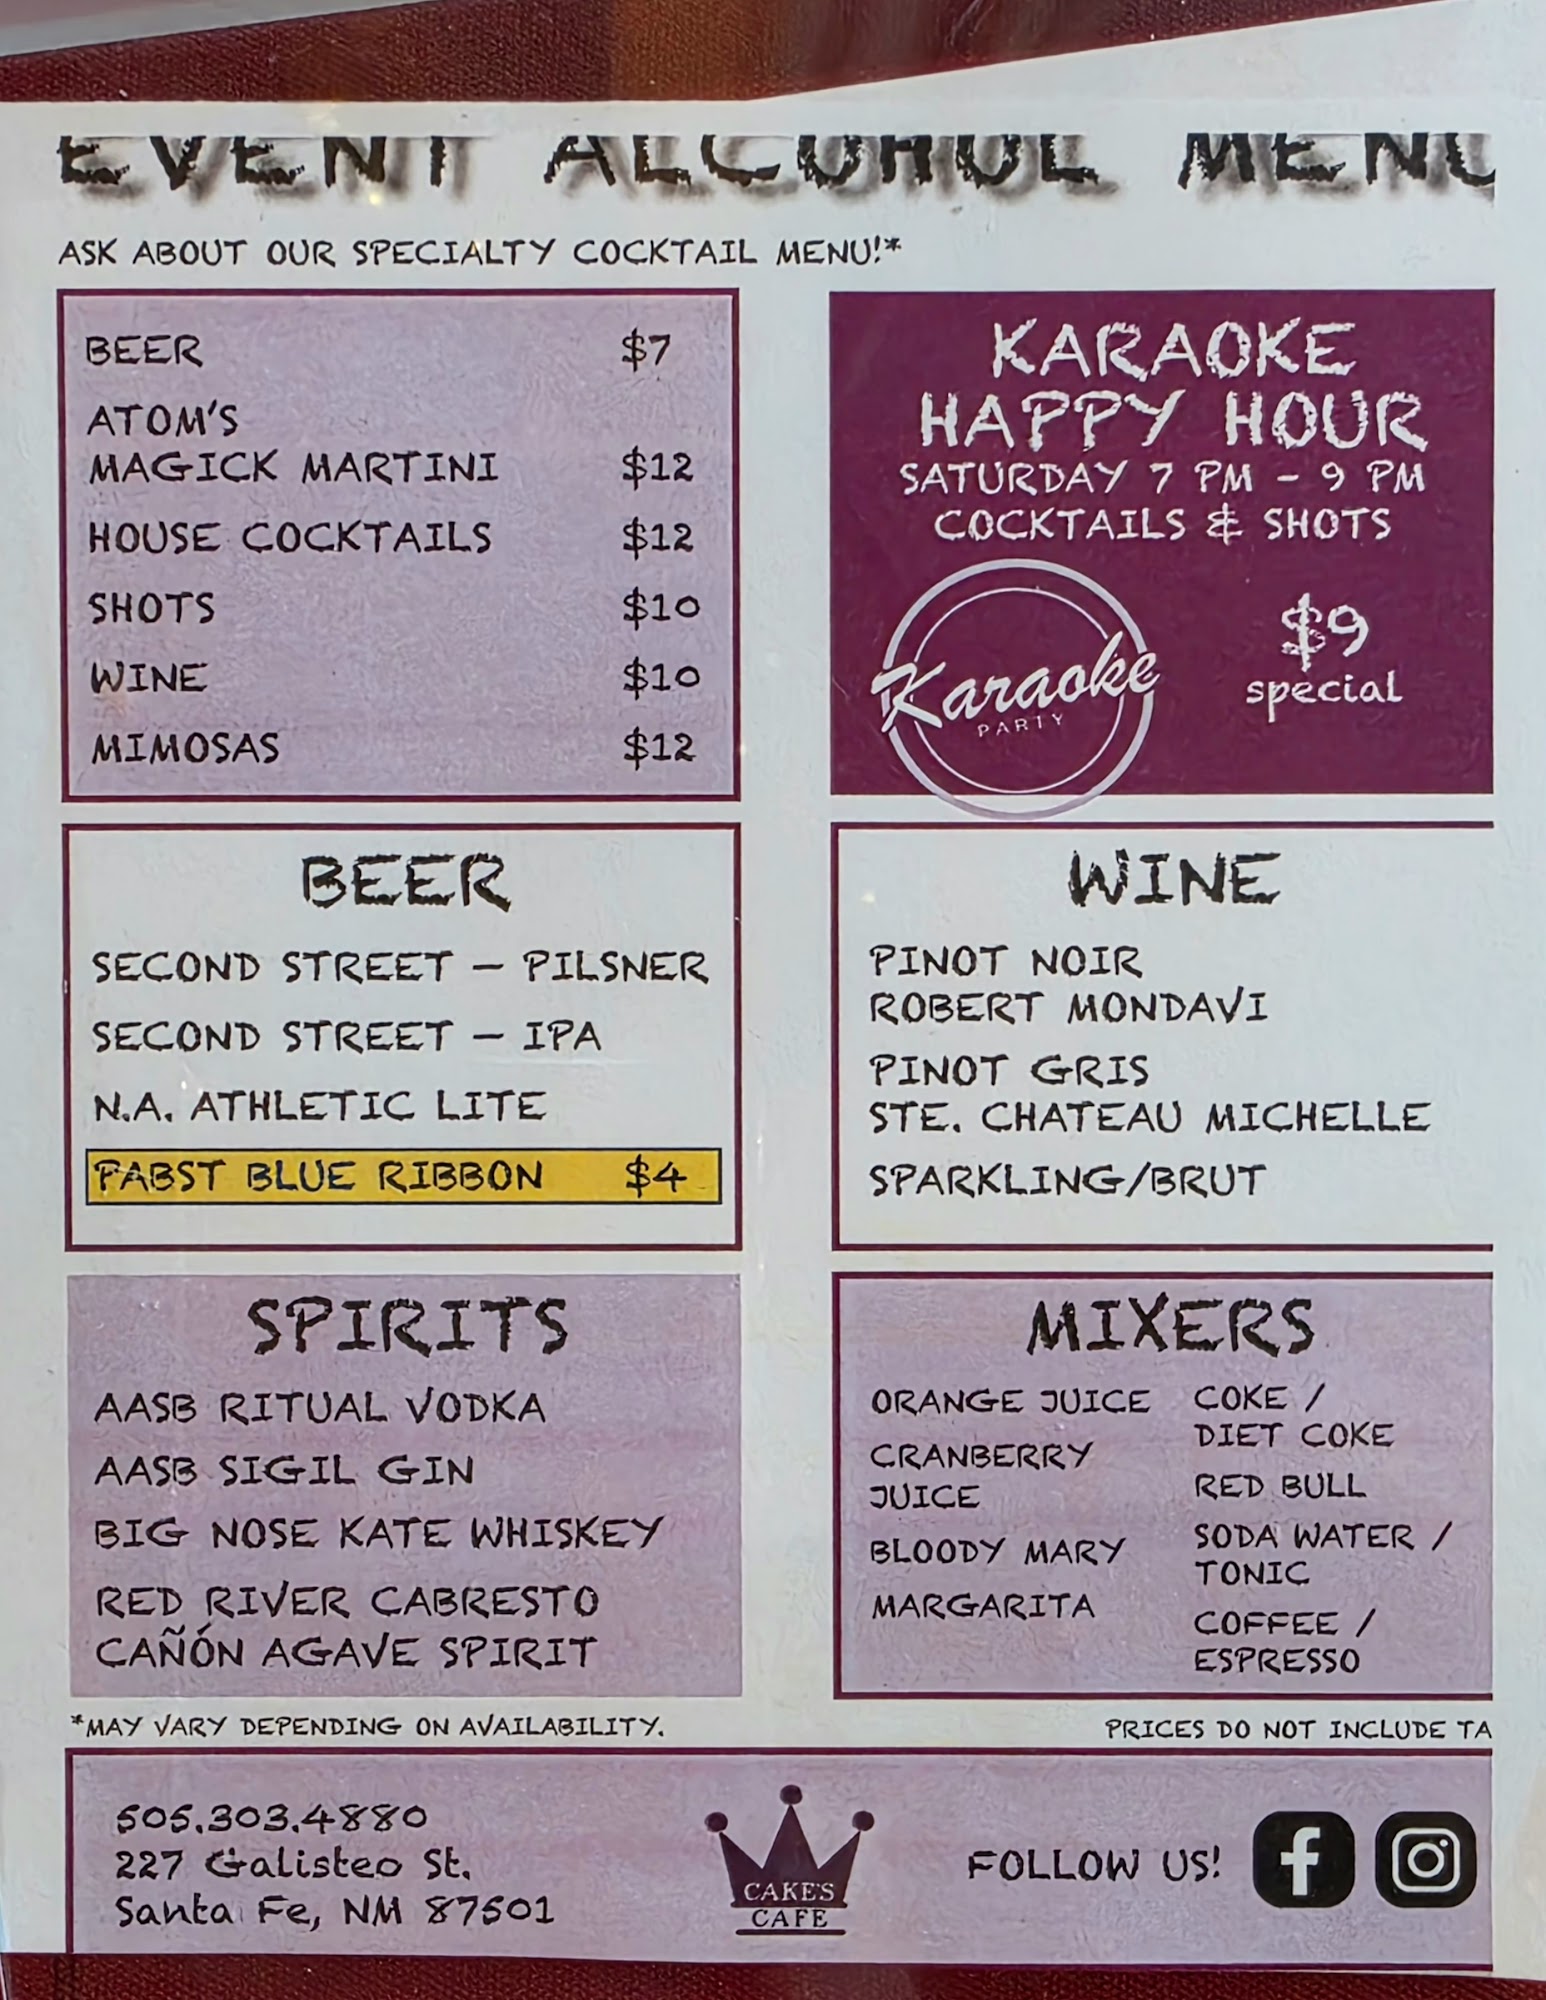 EVENT ALCOHOL MENU
ASK ABOUT OUR SPECIALTY COCKTAIL MENU!*
BEER $7
ATOM'S
MAGICK MARTINI $12
HOUSE COCKTAILS $12
SHOTS $10
WINE $10
MIMOSAS $12
KARAOKE
HAPPY HOUR
SATURDAY 7 PM - 9 PM
COCKTAILS & SHOTS
Karaoke
PARTY
$9
special
BEER
SECOND STREET – PILSNER
SECOND STREET – IPA
N.A. ATHLETIC LITE
PABST BLUE RIBBON $4
WINE
PINOT NOIR
ROBERT MONDAVI
PINOT GRIS
STE. CHATEAU MICHELLE
SPARKLING/BRUT
SPIRITS
AASB RITUAL VODKA
AASB SIGIL GIN
BIG NOSE KATE WHISKEY
RED RIVER CABRESTO
CAÑÓN AGAVE SPIRIT
MIXERS
ORANGE JUICE
CRANBERRY
JUICE
BLOODY MARY
MARGARITA
COKE /
DIET COKE
RED BULL
SODA WATER /
TONIC
COFFEE /
ESPRESSO
*MAY VARY DEPENDING ON AVAILABILITY.
PRICES DO NOT INCLUDE TA
505.303.4880
227 Galisteo St.
Santa Fe, NM 87501
CAKE'S
CAFE
FOLLOW US!